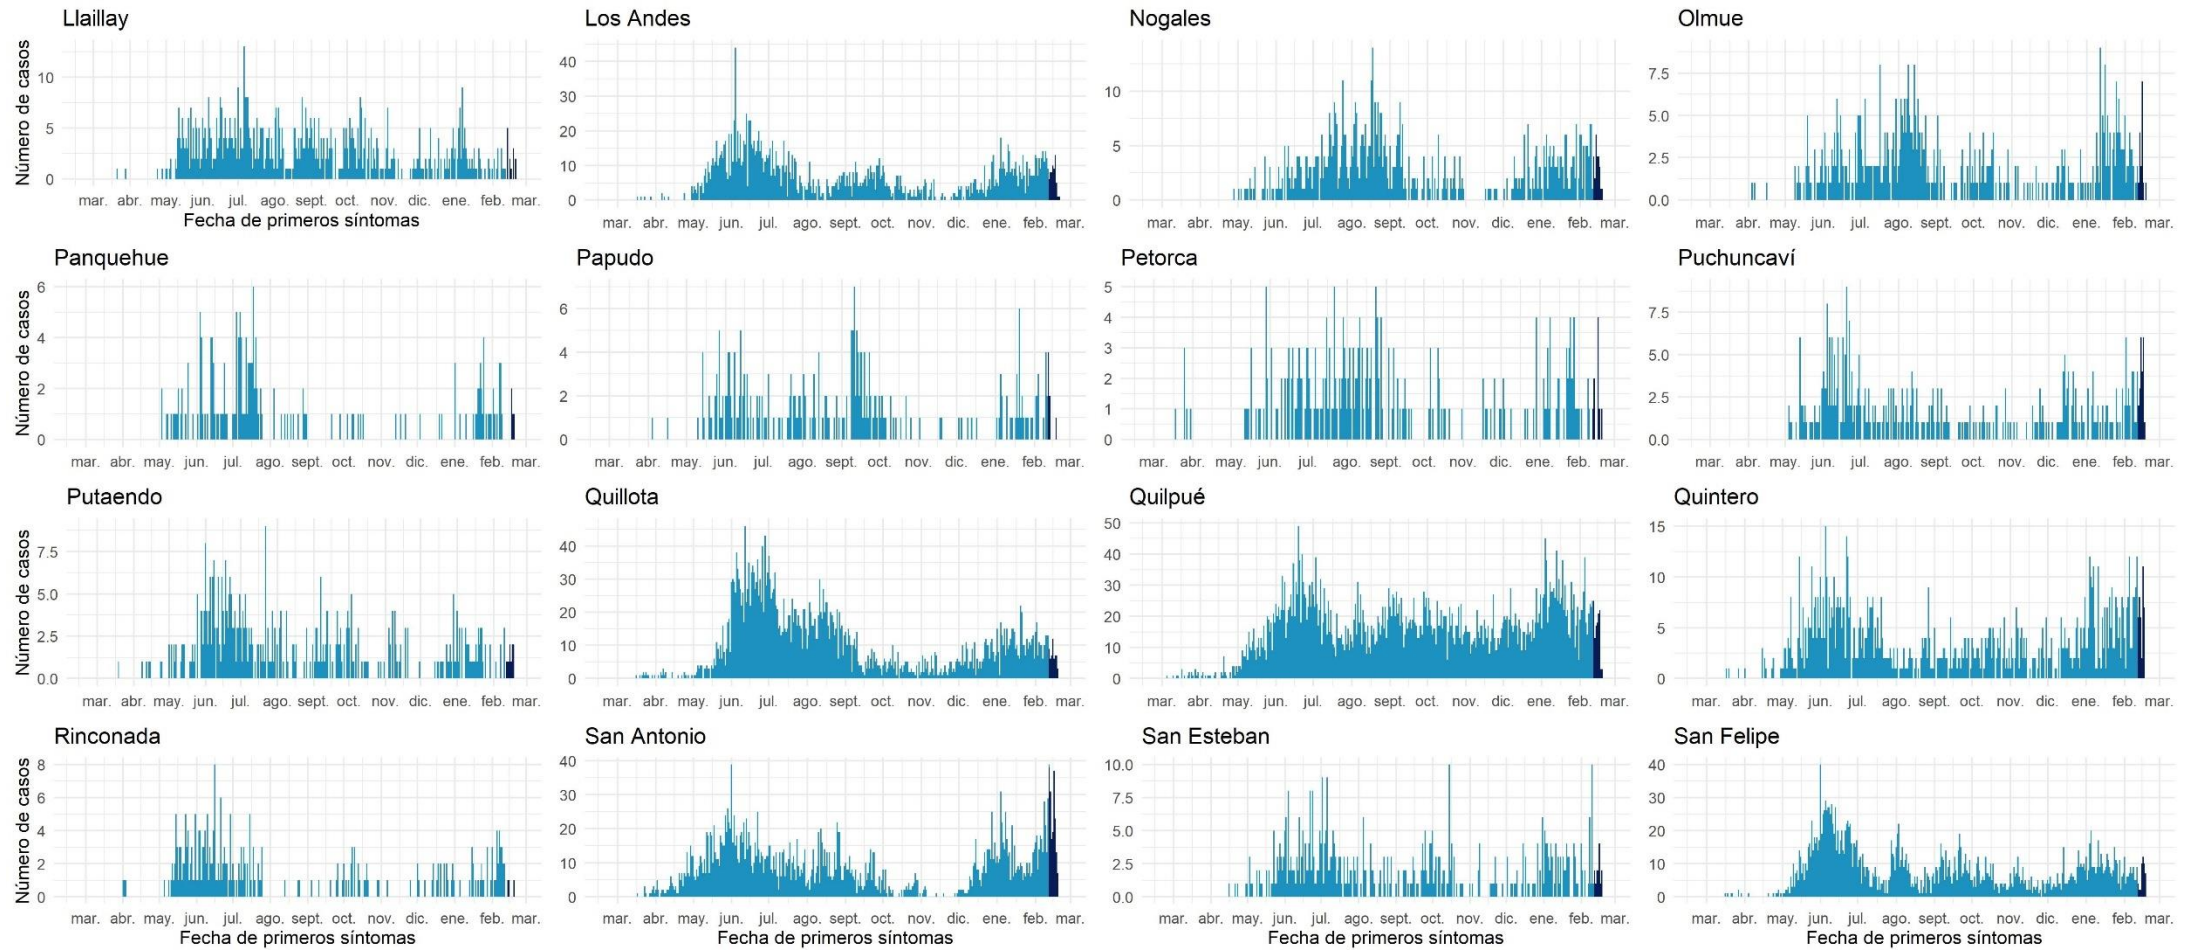 Llaillay
Los Andes
Nogales
Olmue
Número de casos
10
5
0
mar. abr. may. jun. jul. ago. sept. oct. nov. dic. ene. feb. mar.
Fecha de primeros síntomas
40
30
20
10
0
mar. abr. may. jun. jul. ago. sept. oct. nov. dic. ene. feb. mar.
10
5
0
mar. abr. may. jun. jul. ago. sept. oct. nov. dic. ene. feb. mar.
7.5
5.0
2.5
0.0
mar. abr. may. jun. jul. ago. sept. oct. nov. dic. ene. feb. mar.
Panquehue
Papudo
Petorca
Puchuncaví
Número de casos
6
4
2
0
mar. abr. may. jun. jul. ago. sept. oct. nov. dic. ene. feb. mar.
6
4
2
0
mar. abr. may. jun. jul. ago. sept. oct. nov. dic. ene. feb. mar.
5
4
3
2
1
0
mar. abr. may. jun. jul. ago. sept. oct. nov. dic. ene. feb. mar.
7.5
5.0
2.5
0.0
mar. abr. may. jun. jul. ago. sept. oct. nov. dic. ene. feb. mar.
Putaendo
Quillota
Quilpué
Quintero
Número de casos
7.5
5.0
2.5
0.0
mar. abr. may. jun. jul. ago. sept. oct. nov. dic. ene. feb. mar.
40
30
20
10
0
mar. abr. may. jun. jul. ago. sept. oct. nov. dic. ene. feb. mar.
50
40
30
20
10
0
mar. abr. may. jun. jul. ago. sept. oct. nov. dic. ene. feb. mar.
15
10
5
0
mar. abr. may. jun. jul. ago. sept. oct. nov. dic. ene. feb. mar.
Rinconada
San Antonio
San Esteban
San Felipe
Número de casos
8
6
4
2
0
mar. abr. may. jun. jul. ago. sept. oct. nov. dic. ene. feb. mar.
Fecha de primeros síntomas
40
30
20
10
0
mar. abr. may. jun. jul. ago. sept. oct. nov. dic. ene. feb. mar.
Fecha de primeros síntomas
10.0
7.5
5.0
2.5
0.0
mar. abr. may. jun. jul. ago. sept. oct. nov. dic. ene. feb. mar.
Fecha de primeros síntomas
40
30
20
10
0
mar. abr. may. jun. jul. ago. sept. oct. nov. dic. ene. feb. mar.
Fecha de primeros síntomas